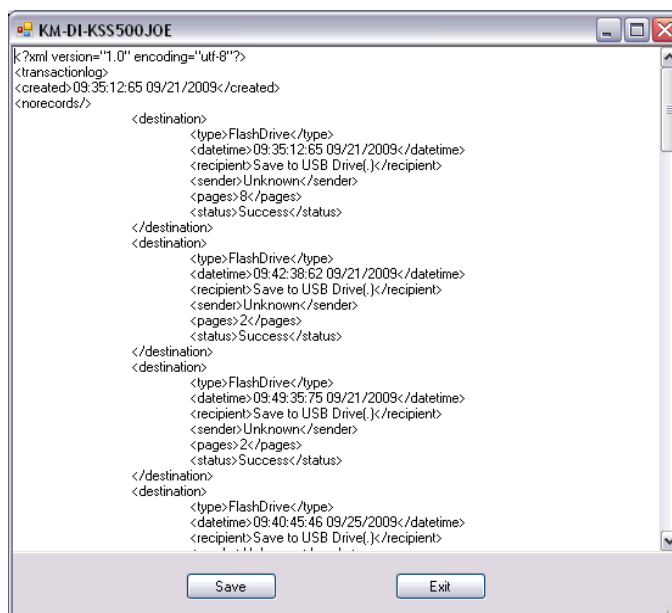 KM-DI-KSS500JOE
<?xml version="1.0" encoding="utf-8"?>
<transactionlog>
<created>09:35:12:65 09/21/2009</created>
<norecords/>
<destination>
<type>FlashDrive</type>
<datetime>09:35:12:65 09/21/2009</datetime>
<recipient>Save to USB Drive(.)</recipient>
<sender>Unknown</sender>
<pages>8</pages>
<status>Success</status>
</destination>
<destination>
<type>FlashDrive</type>
<datetime>09:42:38:62 09/21/2009</datetime>
<recipient>Save to USB Drive(.)</recipient>
<sender>Unknown</sender>
<pages>2</pages>
<status>Success</status>
</destination>
<destination>
<type>FlashDrive</type>
<datetime>09:49:35:75 09/21/2009</datetime>
<recipient>Save to USB Drive(.)</recipient>
<sender>Unknown</sender>
<pages>2</pages>
<status>Success</status>
</destination>
<destination>
<type>FlashDrive</type>
<datetime>09:40:45:46 09/25/2009</datetime>
<recipient>Save to USB Drive(.)</recipient>
Save Exit